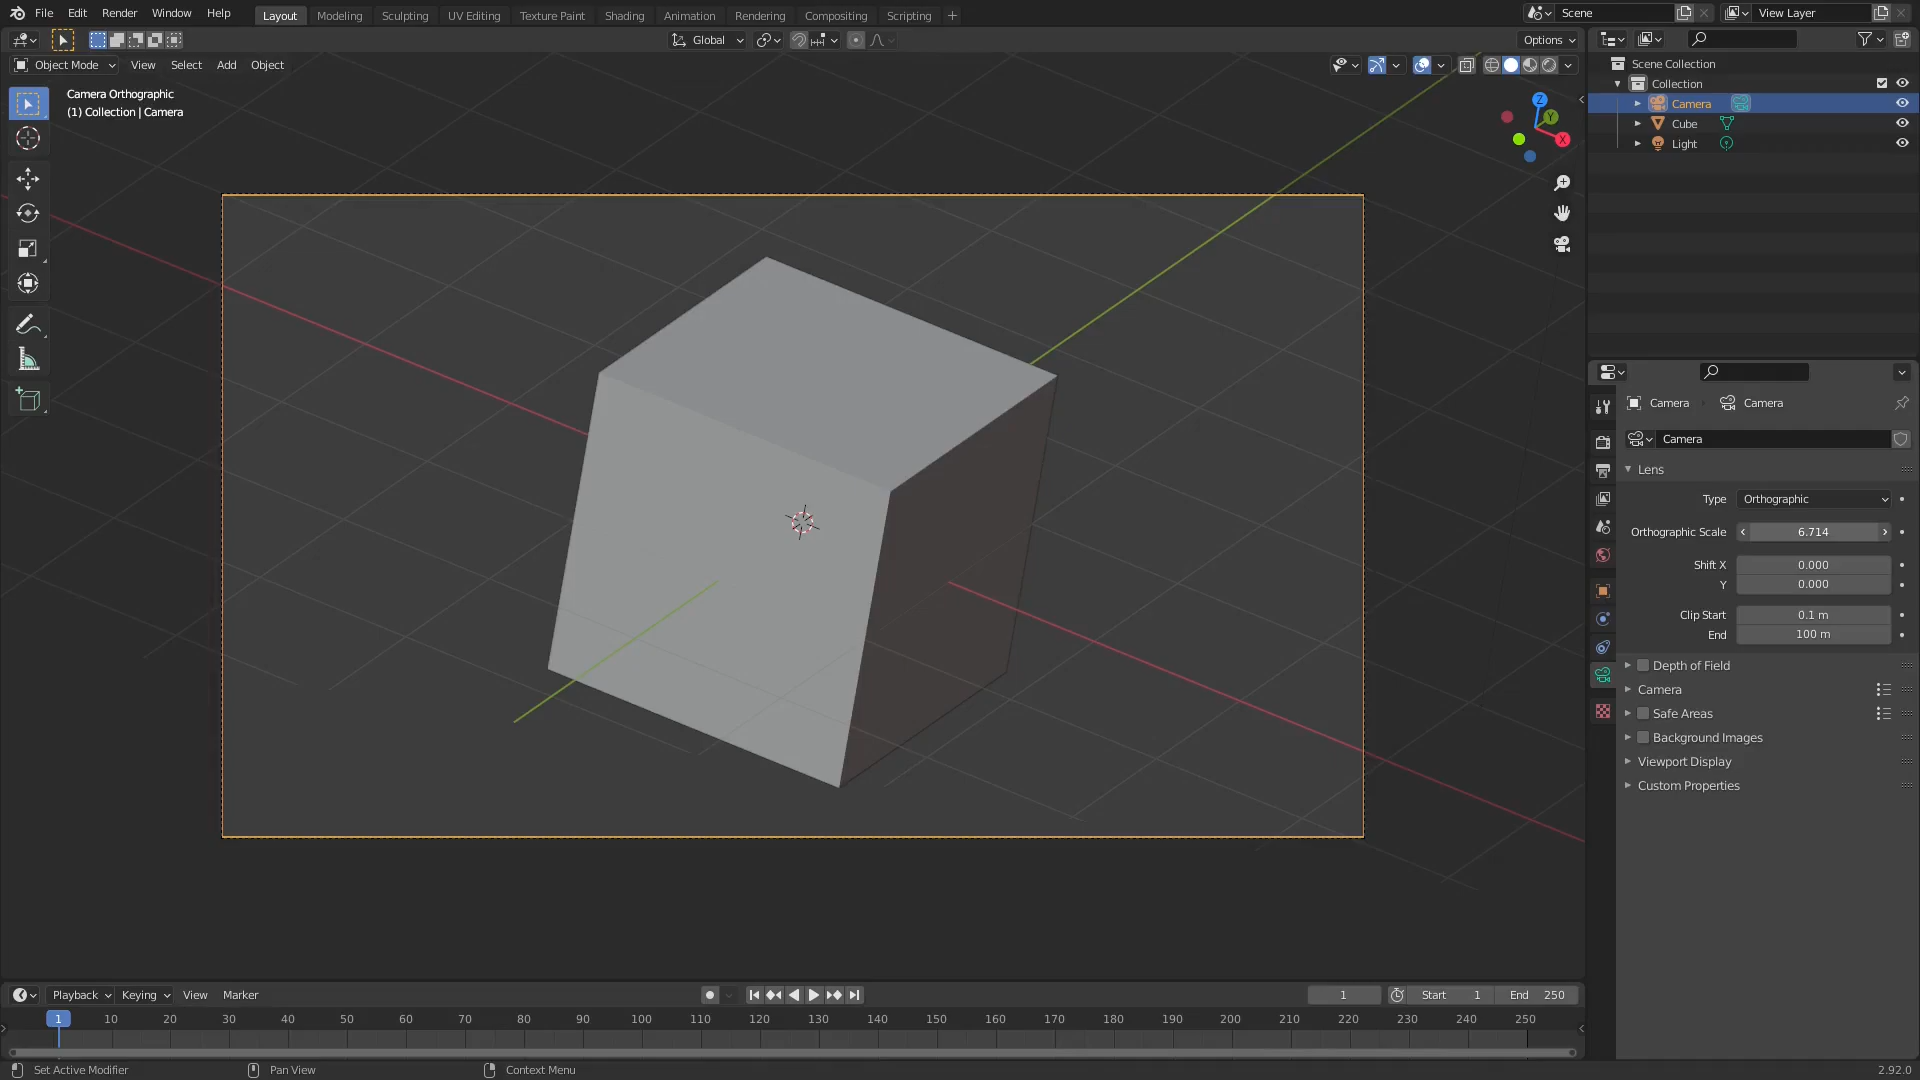 File Edit Render Window Help
Layout Modeling Sculpting UV Editing Texture Paint Shading Animation Rendering Compositing Scripting +
Scene
View Layer
Global
Options
Object Mode View Select Add Object
Camera Orthographic
(1) Collection | Camera
Z
Y
X
Scene Collection
Collection
Camera
Cube
Light
Camera Camera
Camera
Lens
Type Orthographic
Orthographic Scale 6.714
Shift X 0.000
Y 0.000
Clip Start 0.1 m
End 100 m
Depth of Field
Camera
Safe Areas
Background Images
Viewport Display
Custom Properties
Playback Keying View Marker
1
Start 1
End 250
1 10 20 30 40 50 60 70 80 90 100 110 120 130 140 150 160 170 180 190 200 210 220 230 240 250
Set Active Modifier
Pan View
Context Menu
2.92.0